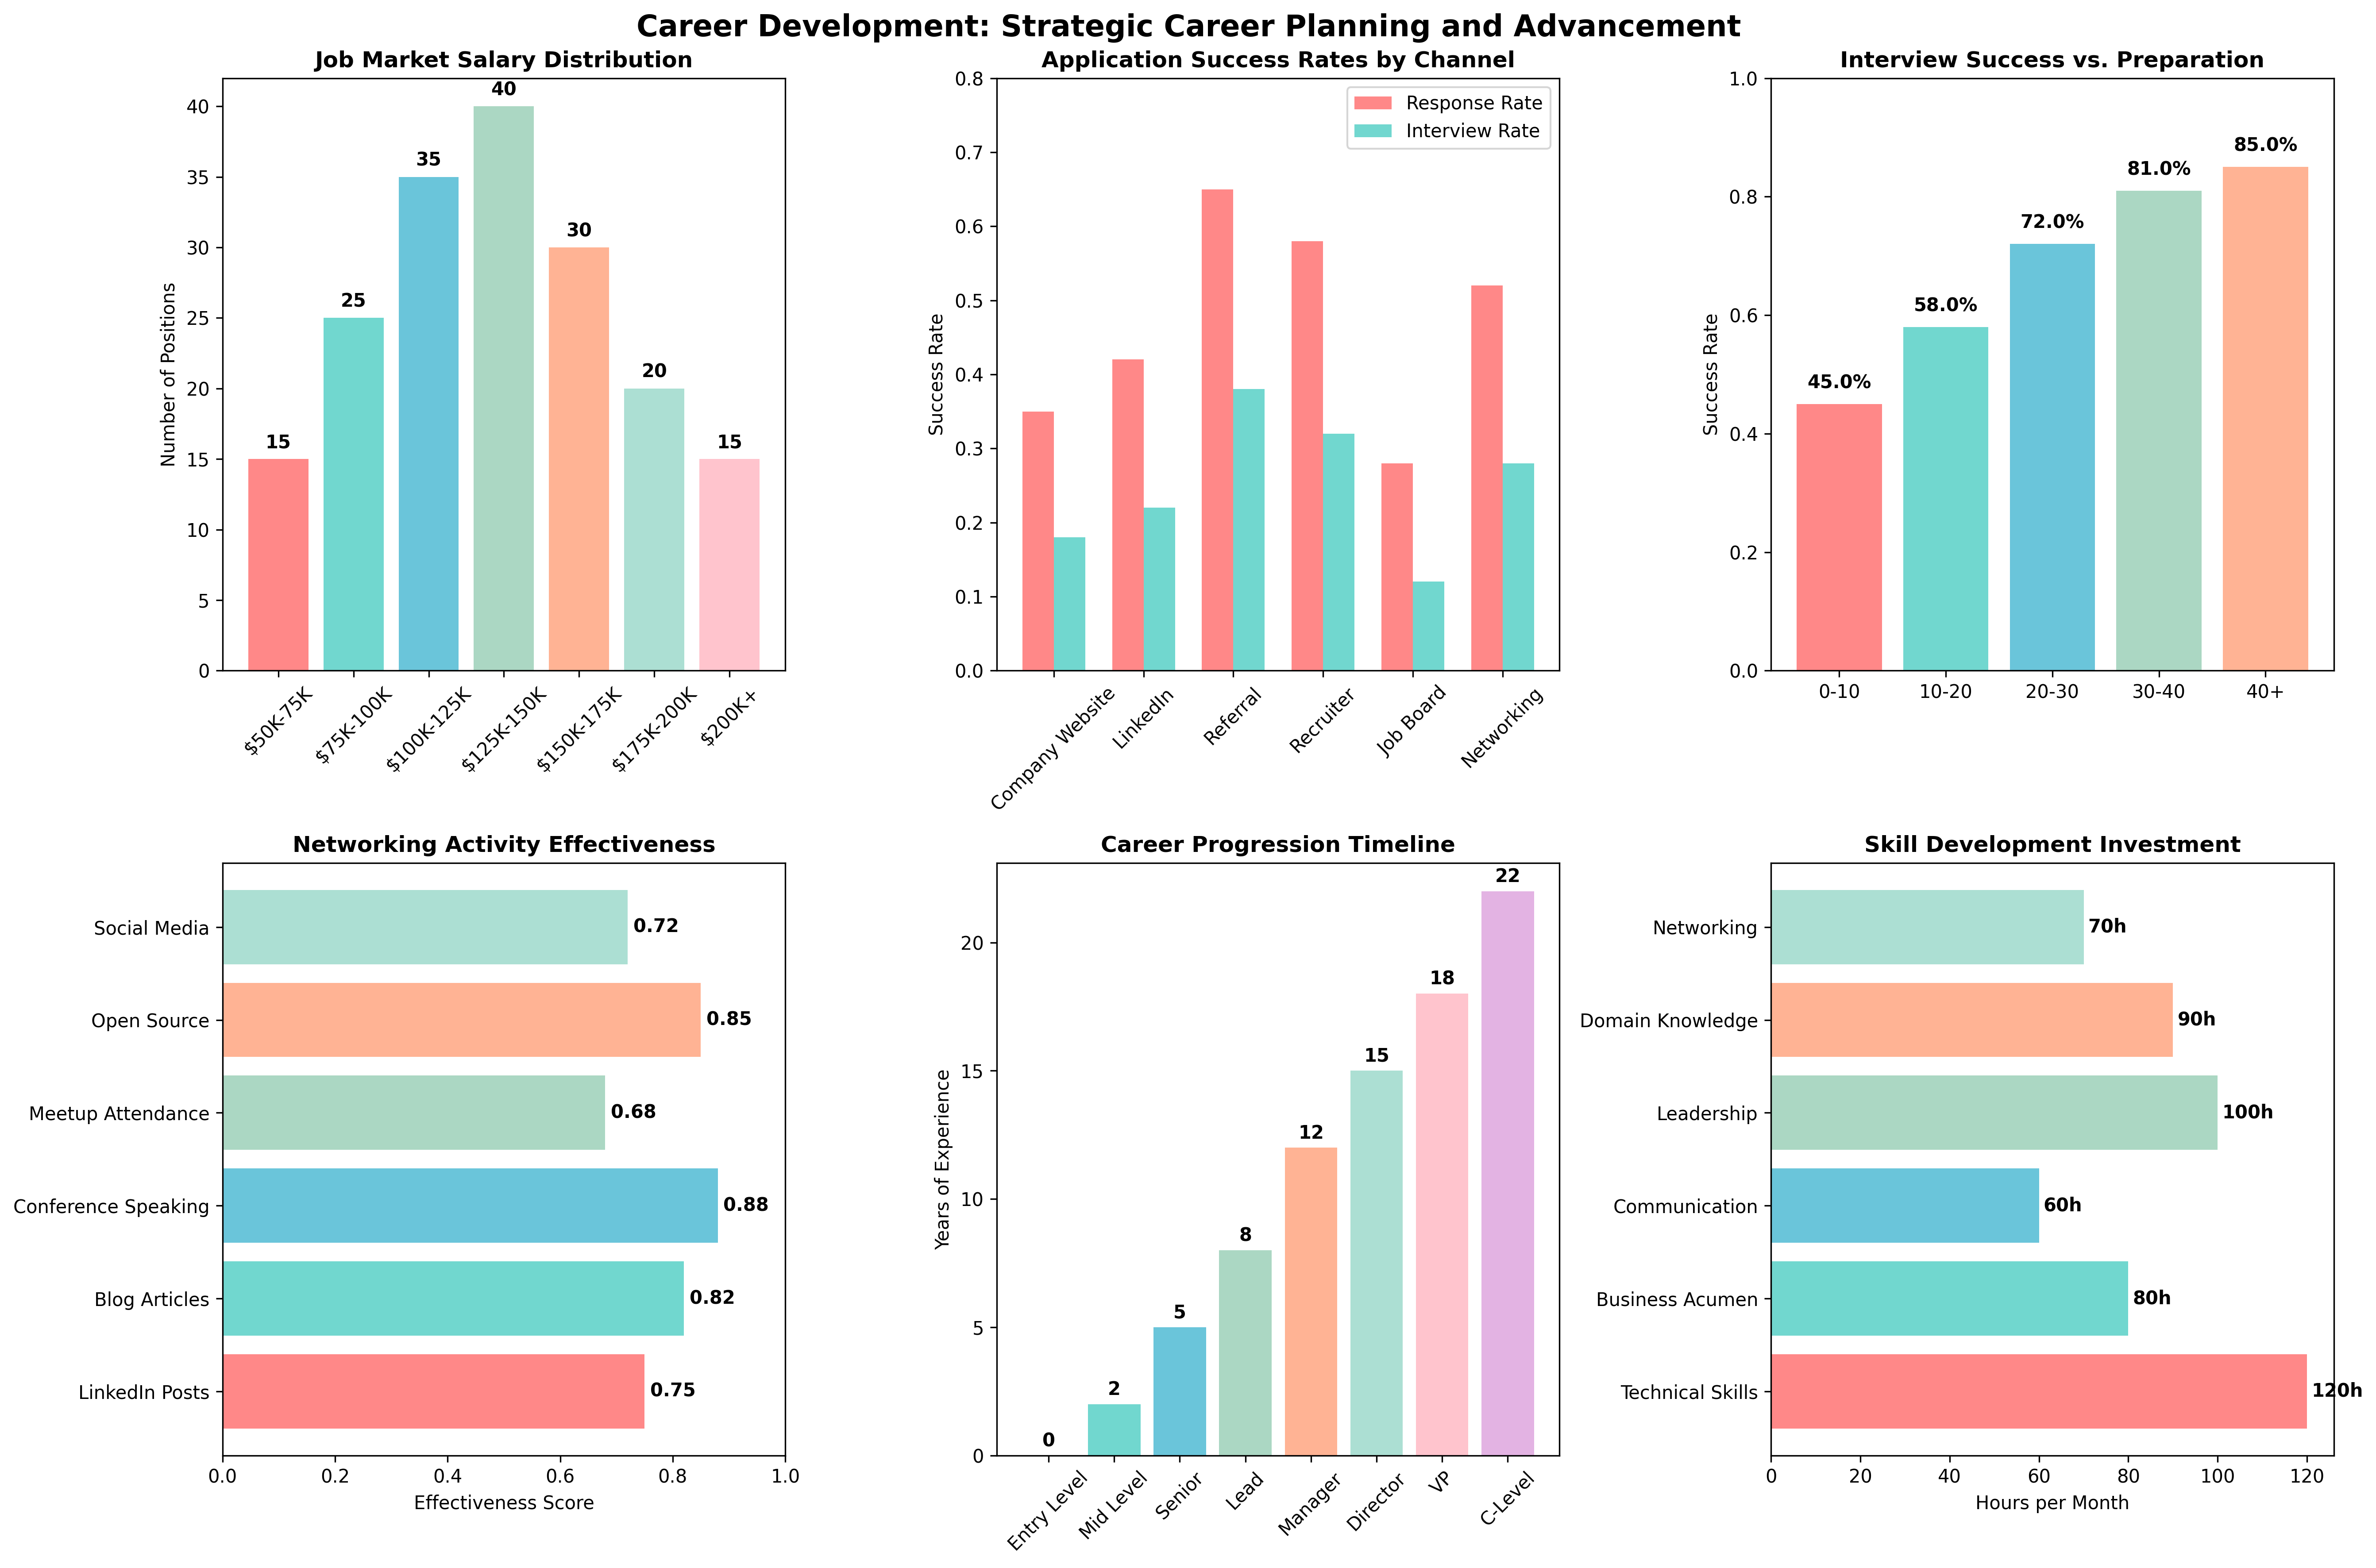 Career Development: Strategic Career Planning and Advancement
Job Market Salary Distribution
Number of Positions
40
35
30
25
20
15
10
5
0
15
25
35
40
30
20
15
$50K-75K
$75K-100K
$100K-125K
$125K-150K
$150K-175K
$175K-200K
$200K+
Application Success Rates by Channel
Success Rate
0.8
0.7
0.6
0.5
0.4
0.3
0.2
0.1
0.0
Response Rate
Interview Rate
Company Website
LinkedIn
Referral
Recruiter
Job Board
Networking
Interview Success vs. Preparation
Success Rate
1.0
0.8
0.6
0.4
0.2
0.0
45.0%
58.0%
72.0%
81.0%
85.0%
0-10
10-20
20-30
30-40
40+
Networking Activity Effectiveness
Social Media
0.72
Open Source
0.85
Meetup Attendance
0.68
Conference Speaking
0.88
Blog Articles
0.82
LinkedIn Posts
0.75
0.0
0.2
0.4
0.6
0.8
1.0
Effectiveness Score
Career Progression Timeline
Years of Experience
20
15
10
5
0
0
2
5
8
12
15
18
22
Entry Level
Mid Level
Senior
Lead
Manager
Director
VP
C-Level
Skill Development Investment
Networking
70h
Domain Knowledge
90h
Leadership
100h
Communication
60h
Business Acumen
80h
Technical Skills
120h
0
20
40
60
80
100
120
Hours per Month